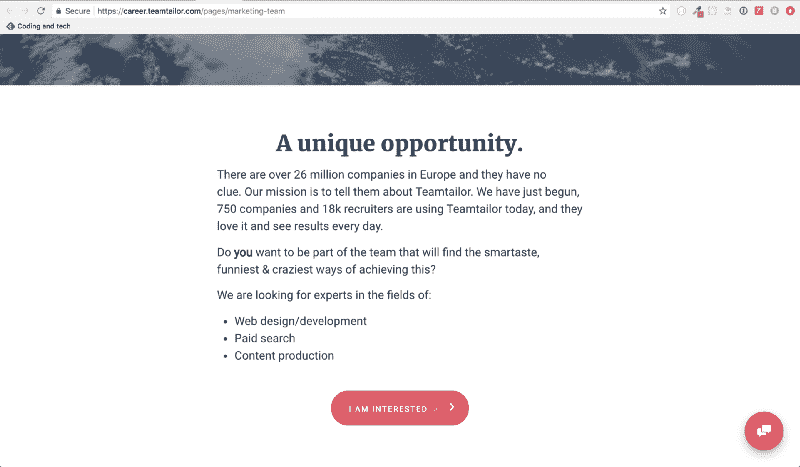 Secure https://career.teamtailor.com/pages/marketing-team
Coding and tech
A unique opportunity.
There are over 26 million companies in Europe and they have no
clue. Our mission is to tell them about Teamtailor. We have just begun,
750 companies and 18k recruiters are using Teamtailor today, and they
love it and see results every day.
Do you want to be part of the team that will find the smartaste,
funniest & craziest ways of achieving this?
We are looking for experts in the fields of:
• Web design/development
• Paid search
• Content production
I AM INTERESTED